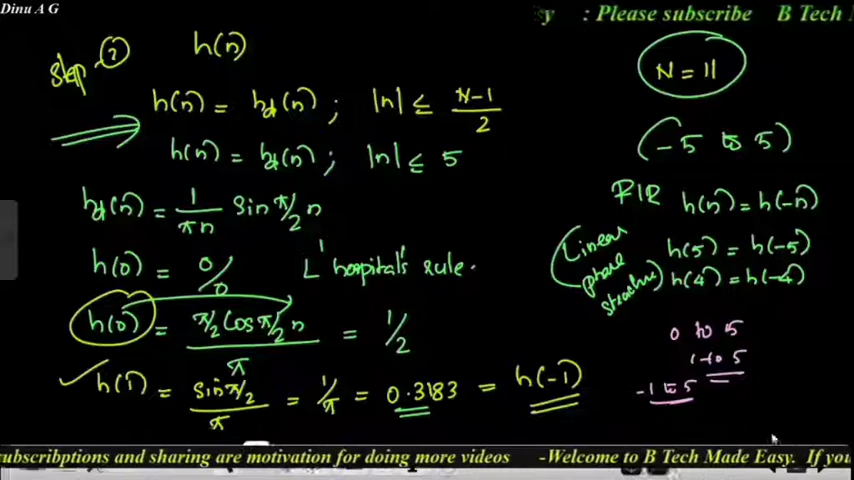 Dinu A G
sy : Please subscribe B Tech
Step - ②
h(n)
N = 11
h(n) = hd(n) ; |n| ≤ N-1/2
(-5 to 5)
h(n) = hd(n) ; |n| ≤ 5
hd(n) = 1/πn Sin π/2 n
FIR h(n) = h(-n)
(Linear phase structure)
h(5) = h(-5)
h(4) = h(-4)
h(0) = 0/0 L'hospital's rule.
h(0) = π/2 Cos π/2 n / π = 1/2
0 to 5
1 to 5
-1 to 5
h(1) = Sin π/2 / π = 1/π = 0.3183 = h(-1)
ubscribptions and sharing are motivation for doing more videos -Welcome to B Tech Made Easy. If yo